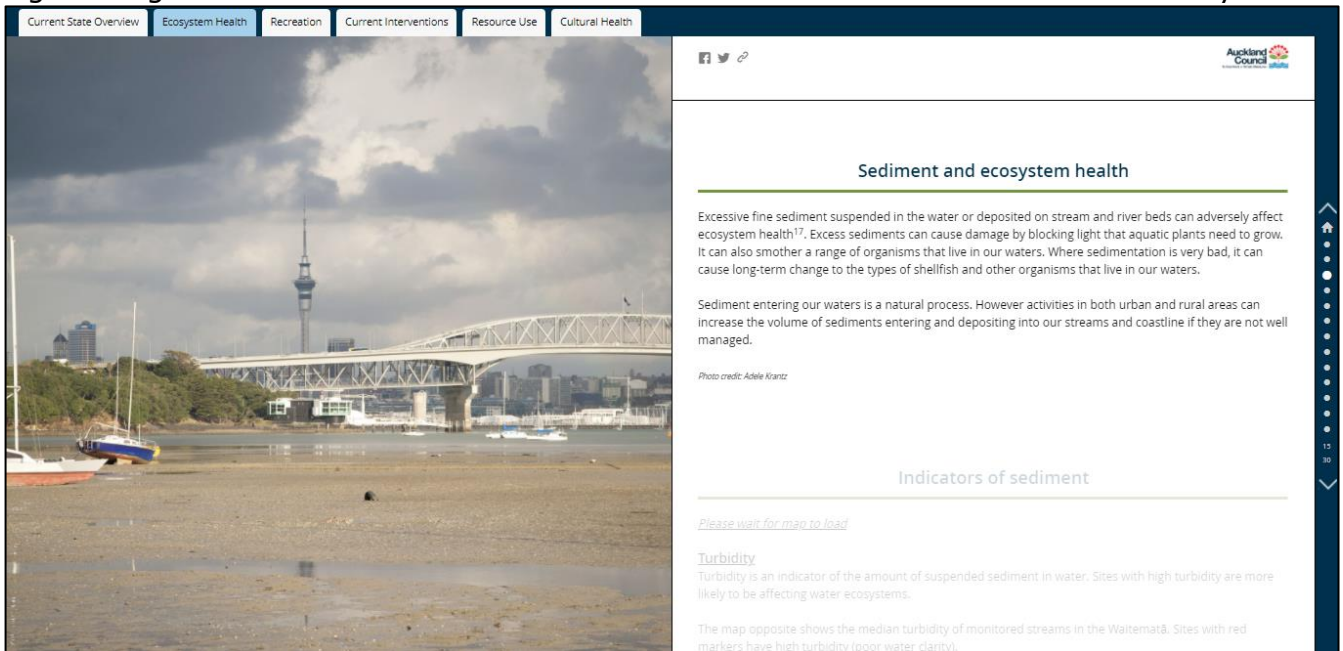 Current State Overview
Ecosystem Health
Recreation
Current Interventions
Resource Use
Cultural Health
Auckland
Council
Sediment and ecosystem health
Excessive fine sediment suspended in the water or deposited on stream and river beds can adversely affect
ecosystem health17. Excess sediments can cause damage by blocking light that aquatic plants need to grow.
It can also smother a range of organisms that live in our waters. Where sedimentation is very bad, it can
cause long-term change to the types of shellfish and other organisms that live in our waters.
Sediment entering our waters is a natural process. However activities in both urban and rural areas can
increase the volume of sediments entering and depositing into our streams and coastline if they are not well
managed.
Photo credit: Adele Krantz
Indicators of sediment
Please wait for map to load
Turbidity
Turbidity is an indicator of the amount of suspended sediment in water. Sites with high turbidity are more
likely to be affecting water ecosystems.
The map opposite shows the median turbidity of monitored streams in the Waitematā. Sites with red
markers have high turbidity (poor water clarity).
15
30